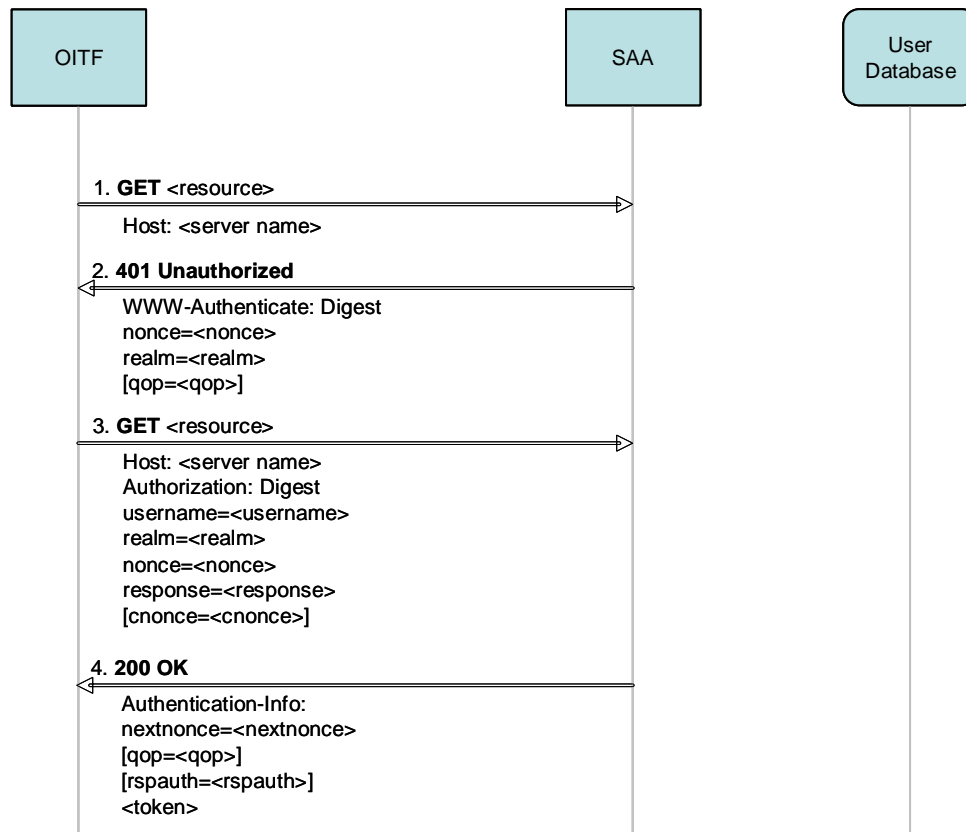 OITF
SAA
User
Database
1. GET <resource>
Host: <server name>
2. 401 Unauthorized
WWW-Authenticate: Digest
nonce=<nonce>
realm=<realm>
[qop=<qop>]
3. GET <resource>
Host: <server name>
Authorization: Digest
username=<username>
realm=<realm>
nonce=<nonce>
response=<response>
[cnonce=<cnonce>]
4. 200 OK
Authentication-Info:
nextnonce=<nextnonce>
[qop=<qop>]
[rspauth=<rspauth>]
<token>